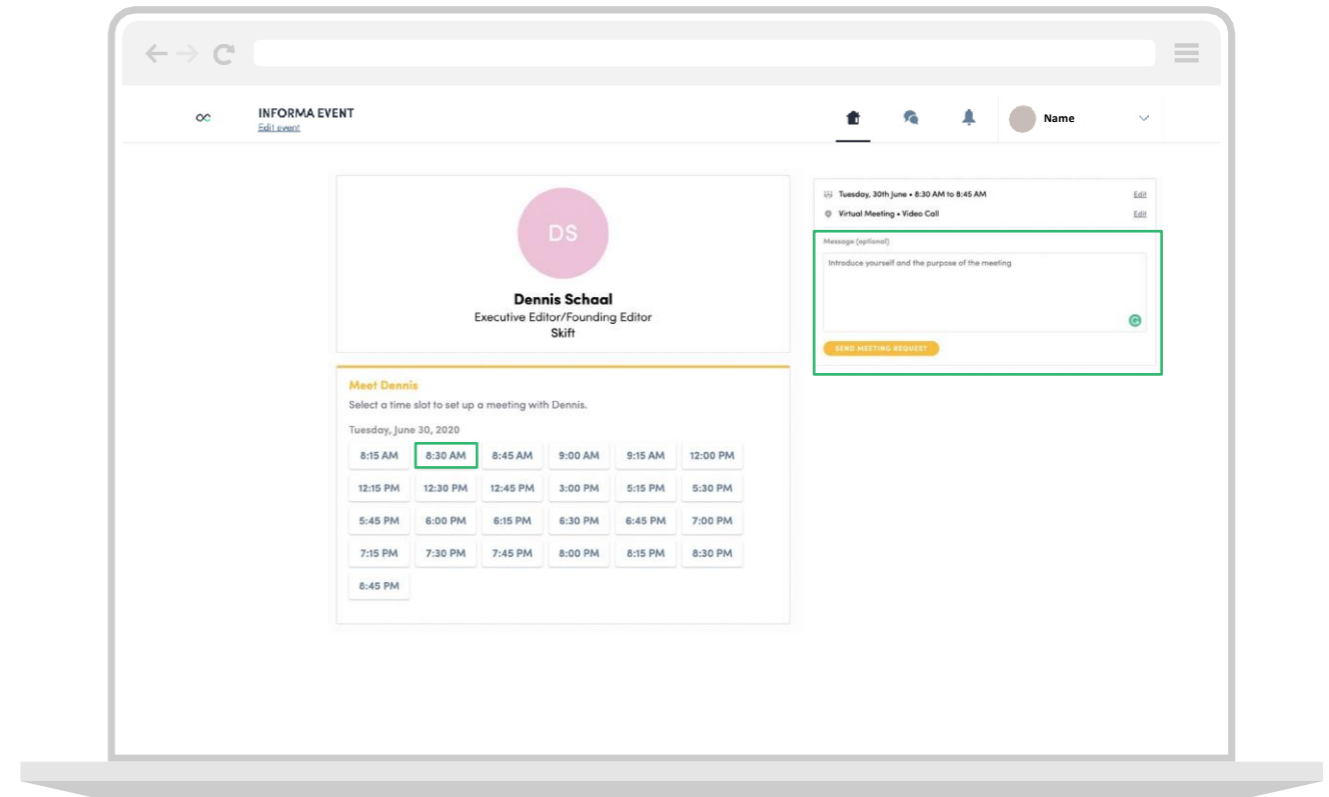 INFORMA EVENT
Edit event
Name
DS
Dennis Schaal
Executive Editor/Founding Editor
Skift
Meet Dennis
Select a time slot to set up a meeting with Dennis.
Tuesday, June 30, 2020
8:15 AM 8:30 AM 8:45 AM 9:00 AM 9:15 AM 12:00 PM
12:15 PM 12:30 PM 12:45 PM 3:00 PM 5:15 PM 5:30 PM
5:45 PM 6:00 PM 6:15 PM 6:30 PM 6:45 PM 7:00 PM
7:15 PM 7:30 PM 7:45 PM 8:00 PM 8:15 PM 8:30 PM
8:45 PM
Tuesday, 30th June • 8:30 AM to 8:45 AM Edit
Virtual Meeting • Video Call Edit
Message (optional)
Introduce yourself and the purpose of the meeting
SEND MEETING REQUEST